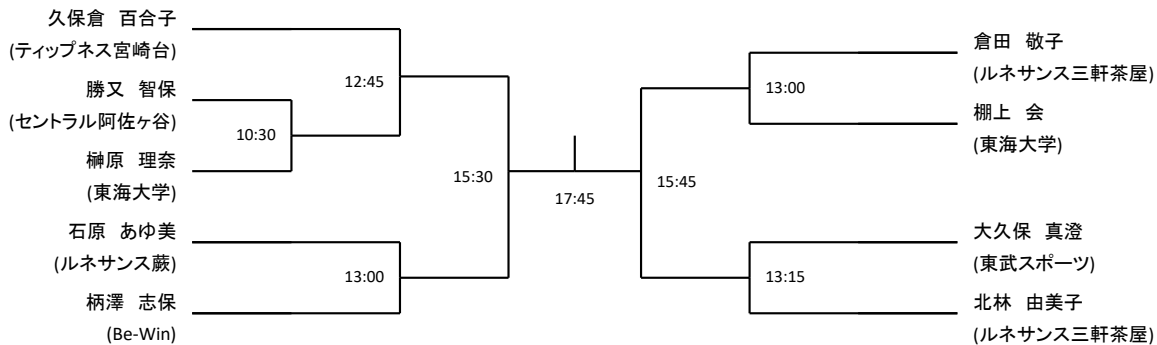 久保倉　百合子
(ティップネス宮崎台)
12:45
勝又　智保
(セントラル阿佐ヶ谷)
10:30
榊原　理奈
(東海大学)
15:30
石原　あゆ美
(ルネサンス蕨)
13:00
柄澤　志保
(Be-Win)
17:45
倉田　敬子
(ルネサンス三軒茶屋)
13:00
棚上　会
(東海大学)
15:45
大久保　真澄
(東武スポーツ)
13:15
北林　由美子
(ルネサンス三軒茶屋)